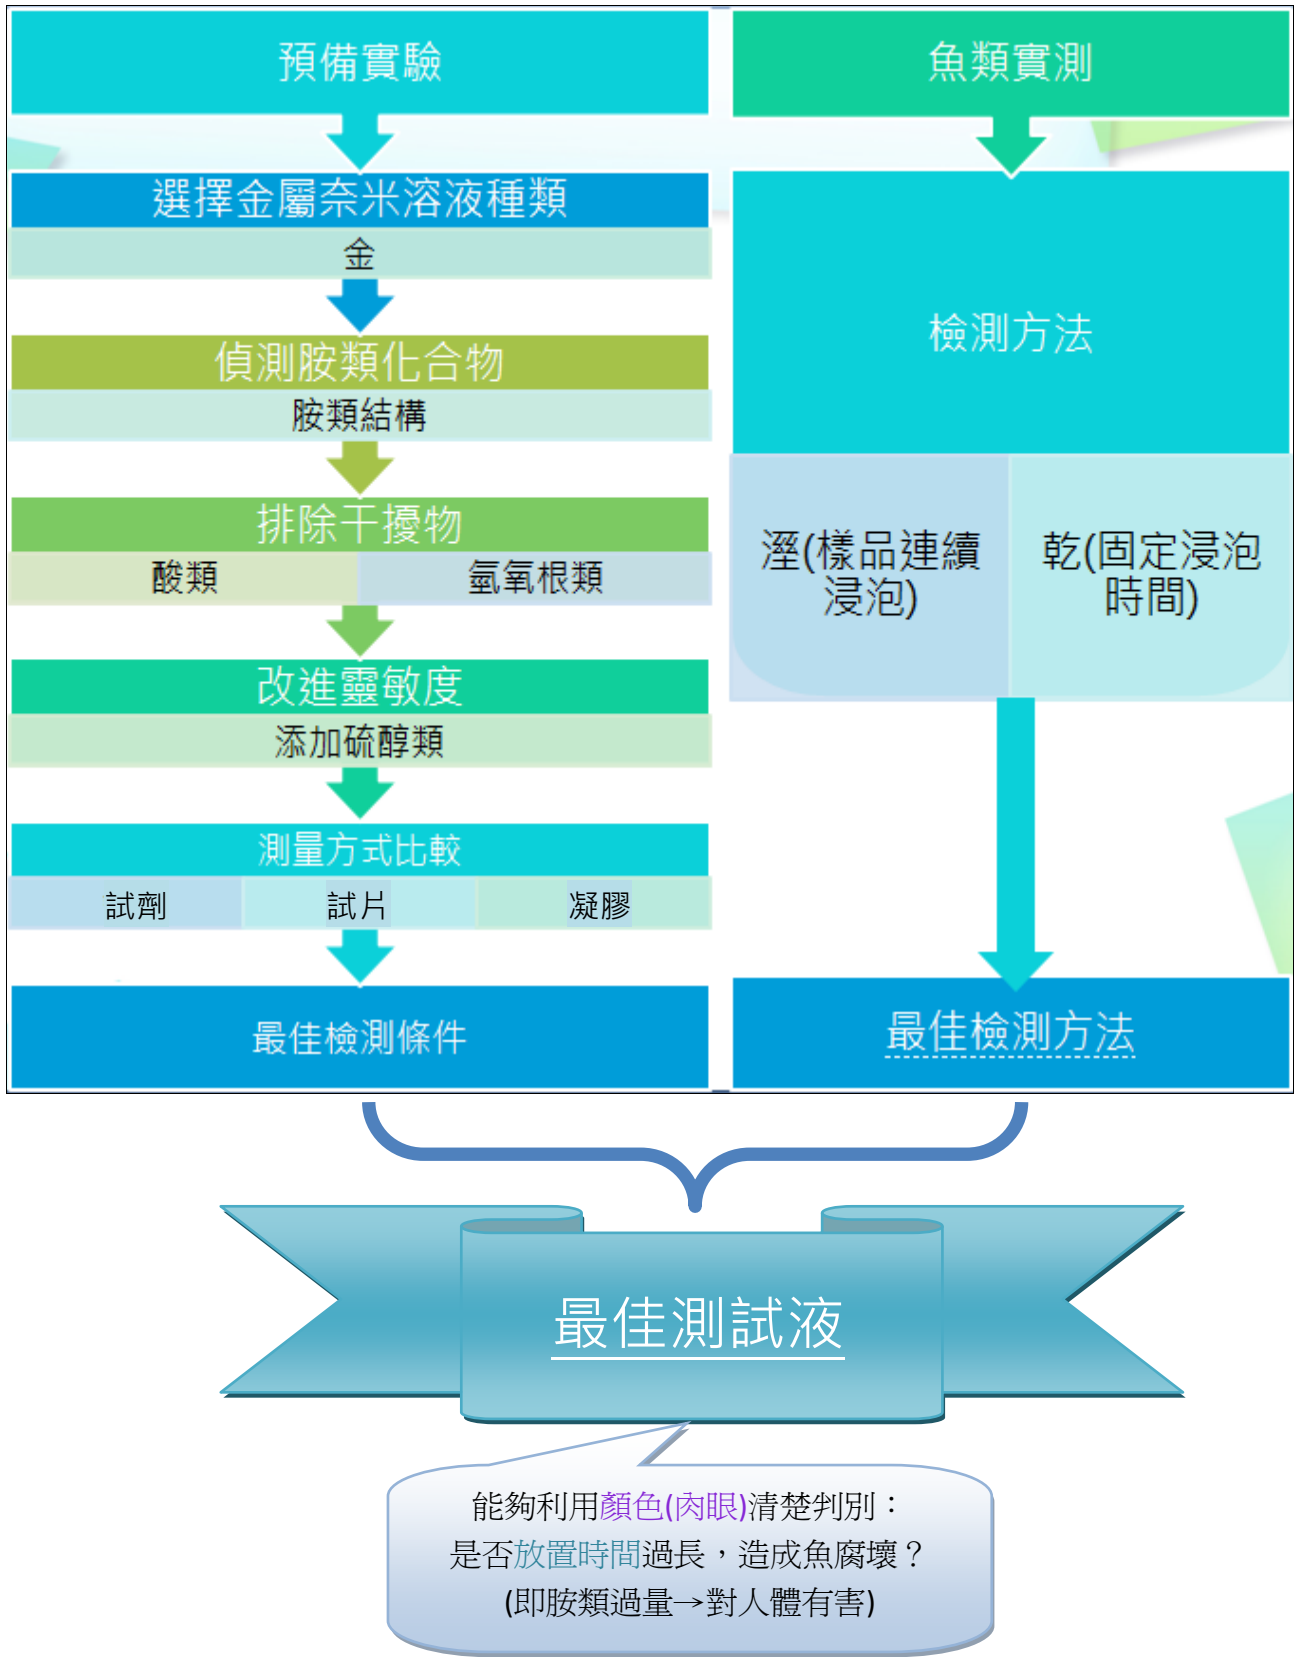 預備實驗
選擇金屬奈米溶液種類
金
偵測胺類化合物
胺類結構
排除干擾物
酸類
氫氧根類
改進靈敏度
添加硫醇類
測量方式比較
試劑
試片
凝膠
最佳檢測條件
魚類實測
檢測方法
溼(樣品連續
浸泡)
乾(固定浸泡
時間)
最佳檢測方法
最佳測試液
能夠利用顏色(肉眼)清楚判別：
是否放置時間過長，造成魚腐壞？
(即胺類過量→對人體有害)